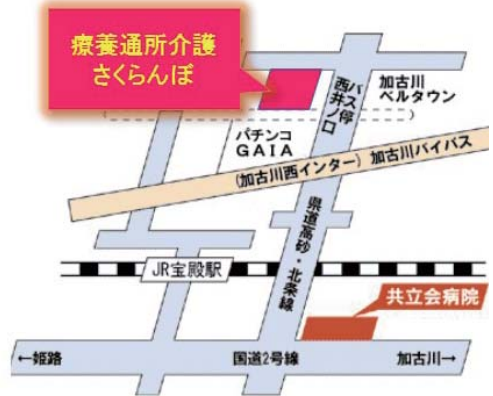 療養通所介護
さくらんぼ
バス停
西井ノ口
加古川
ベルタウン
パチンコ
GAIA
(加古川西インター) 加古川バイパス
県道高砂・北条線
JR宝殿駅
共立会病院
←姫路
国道2号線
加古川→